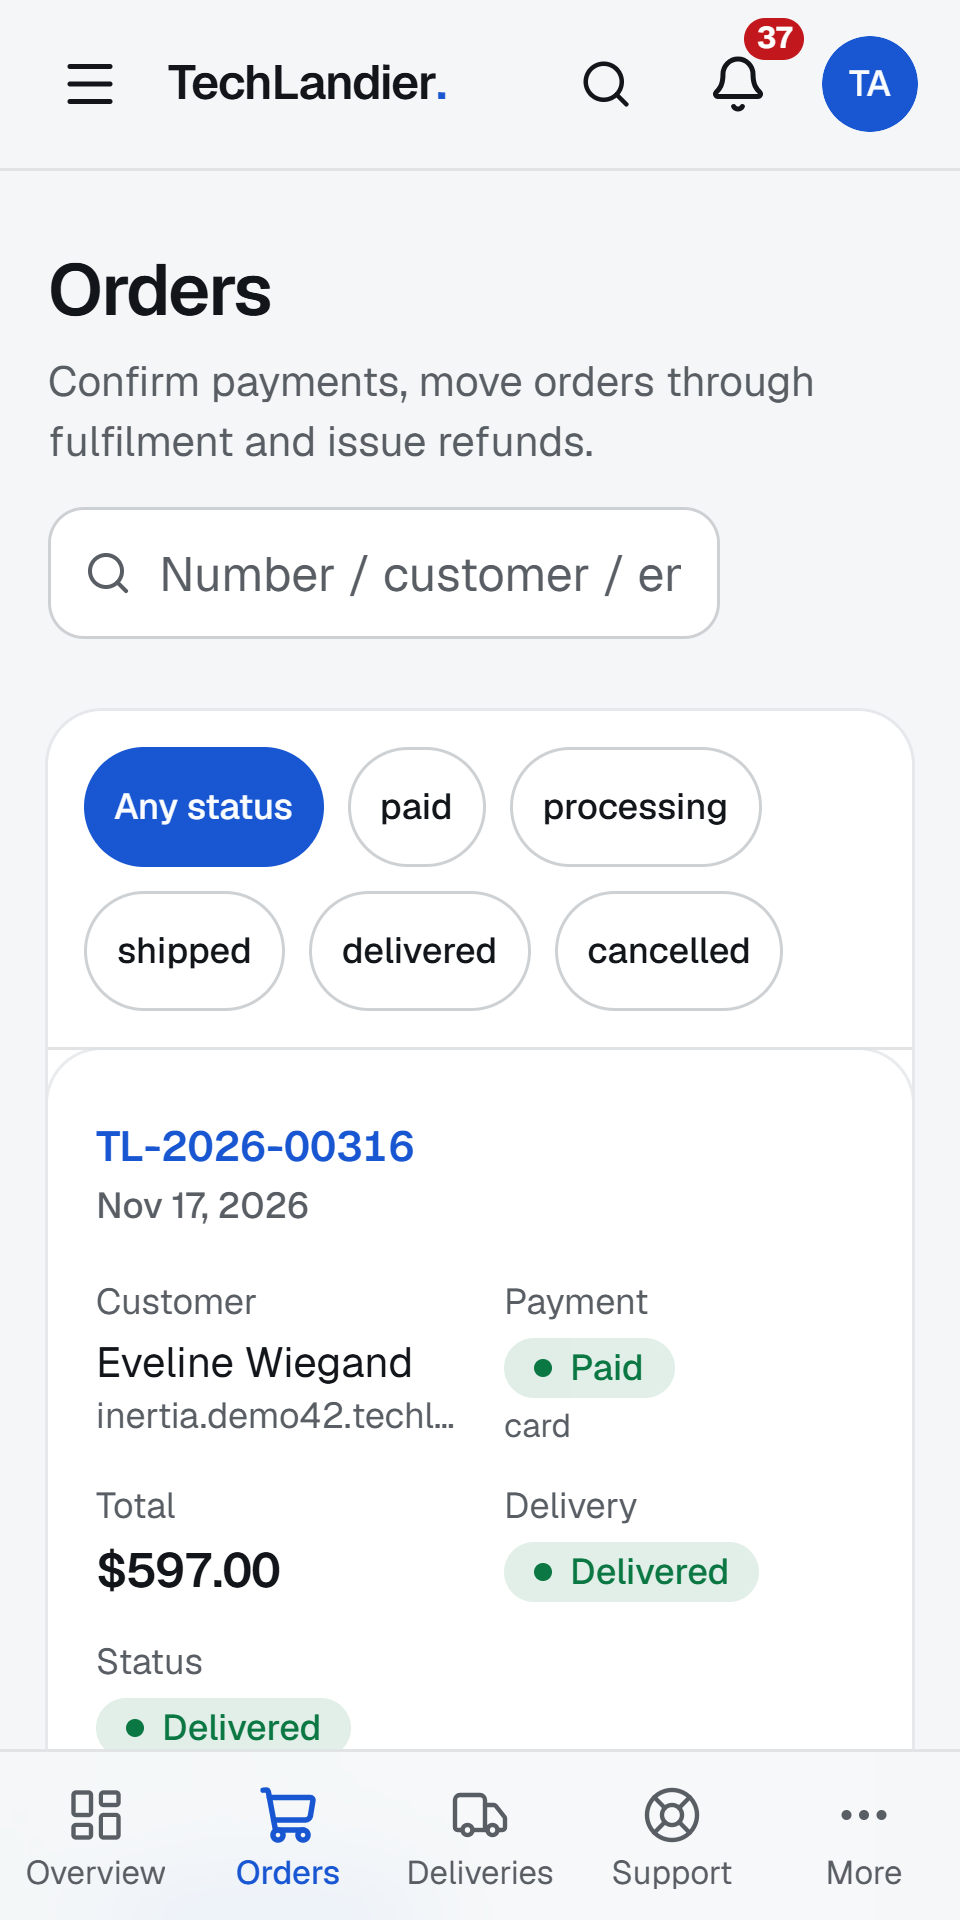 TechLandier.
37
TA
Orders
Confirm payments, move orders through
fulfilment and issue refunds.
Number / customer / er
Any status
paid
processing
shipped
delivered
cancelled
TL-2026-00316
Nov 17, 2026
Customer
Payment
Eveline Wiegand
Paid
inertia.demo42.techl...
card
Total
Delivery
$597.00
Delivered
Status
Delivered
Overview
Orders
Deliveries
Support
More